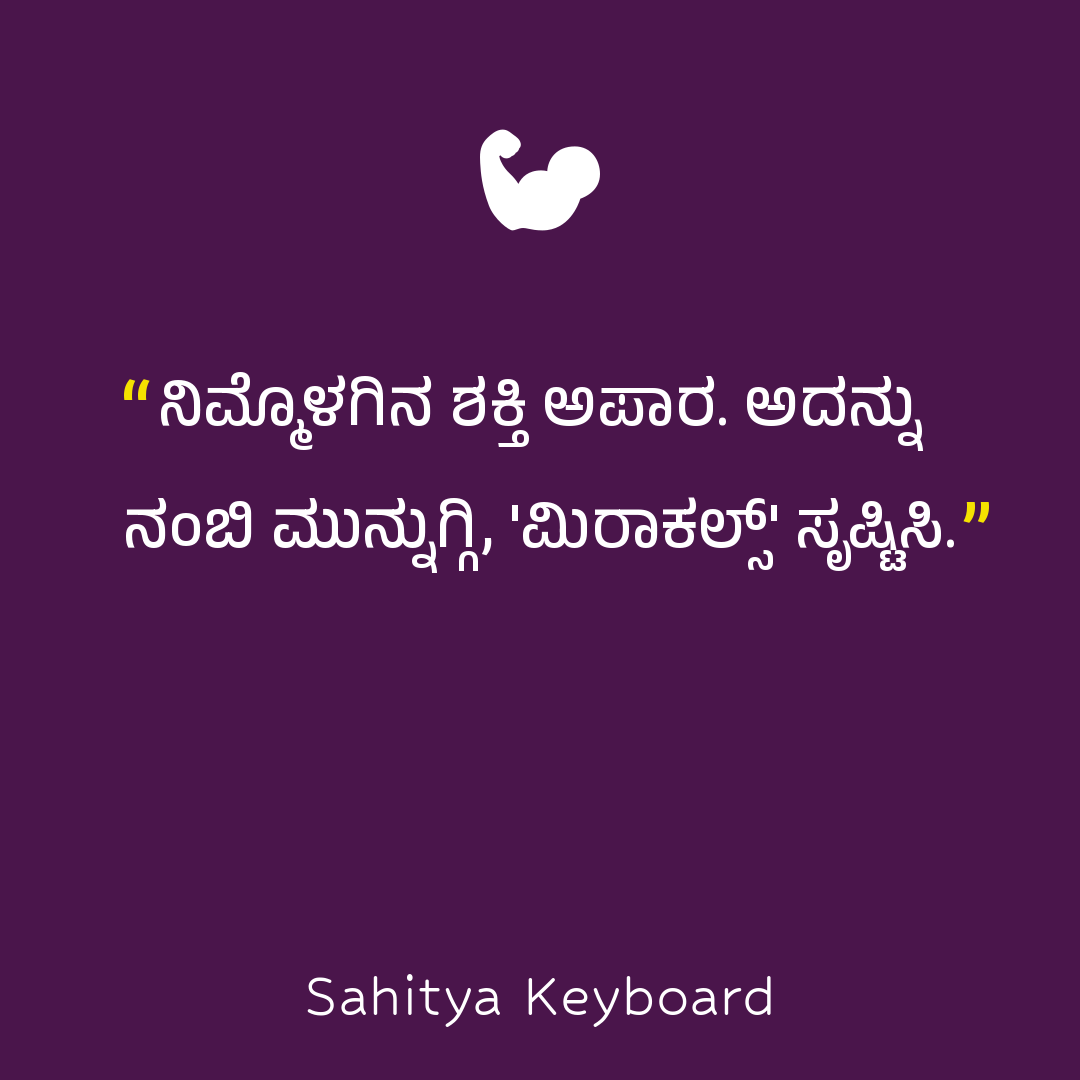 “ನಿಮ್ಮೊಳಗಿನ ಶಕ್ತಿ ಅಪಾರ. ಅದನ್ನು
ನಂಬಿ ಮುನ್ನುಗ್ಗಿ, 'ಮಿರಾಕಲ್ಸ್' ಸೃಷ್ಟಿಸಿ.”
Sahitya Keyboard